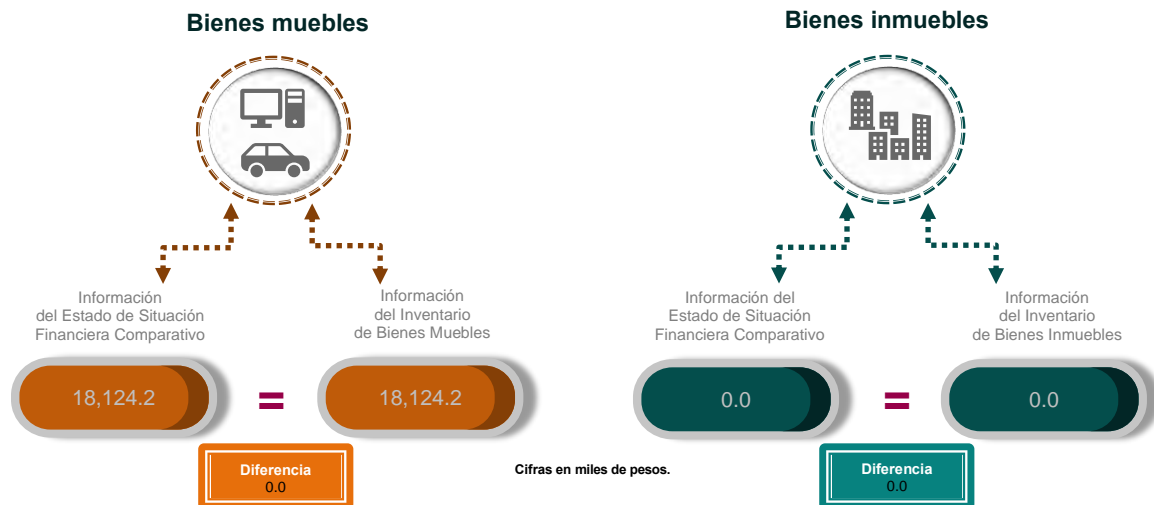 Bienes muebles
Información
del Estado de Situación
Financiera Comparativo
Información
del Inventario
de Bienes Muebles
18,124.2
=
18,124.2
Diferencia
0.0
Bienes inmuebles
Información del
Estado de Situación
Financiera Comparativo
Información
del Inventario
de Bienes Inmuebles
0.0
=
0.0
Diferencia
0.0
Cifras en miles de pesos.